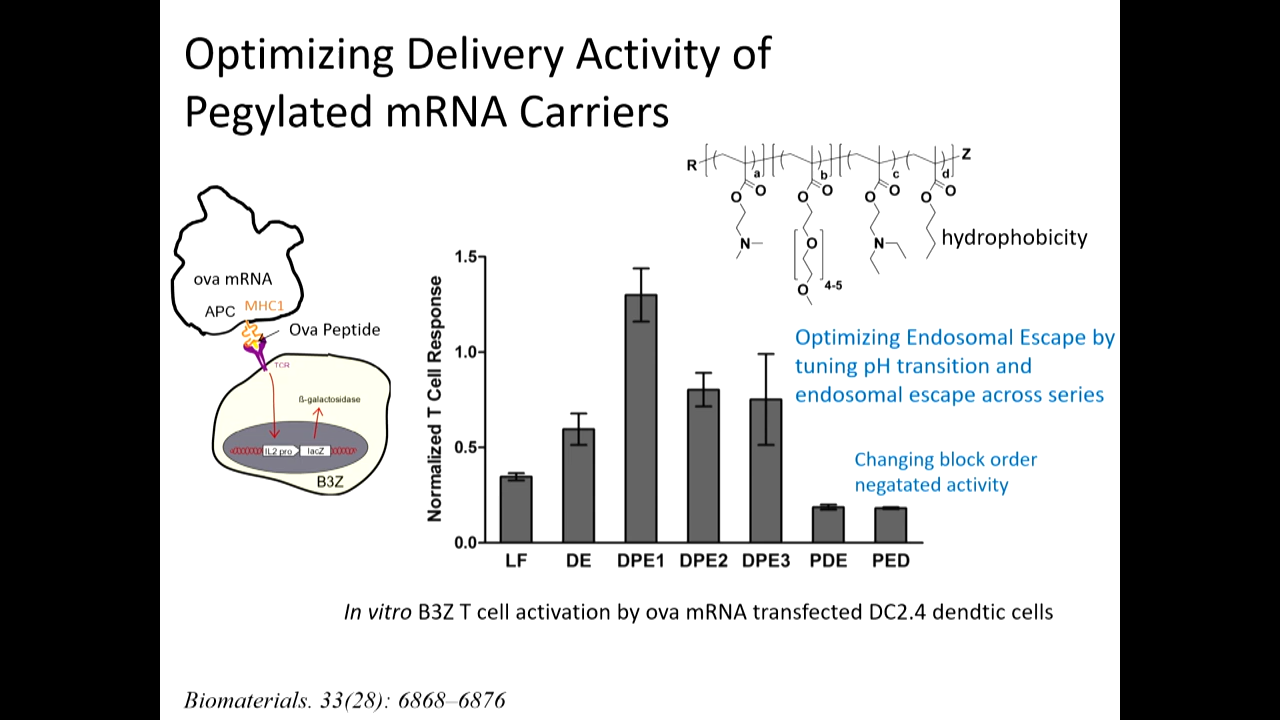 Optimizing Delivery Activity of
Pegylated mRNA Carriers
R
Z
a
b
c
d
O
O
O
O
O
O
O
O
N
O
N
O
4-5
hydrophobicity
ova mRNA
APC
MHC1
Ova Peptide
TCR
ß-galactosidase
IL2 pro
lacZ
B3Z
Normalized T Cell Response
1.5
1.0
0.5
0.0
LF DE DPE1 DPE2 DPE3 PDE PED
Optimizing Endosomal Escape by
tuning pH transition and
endosomal escape across series
Changing block order
negatated activity
In vitro B3Z T cell activation by ova mRNA transfected DC2.4 dendtic cells
Biomaterials. 33(28): 6868–6876